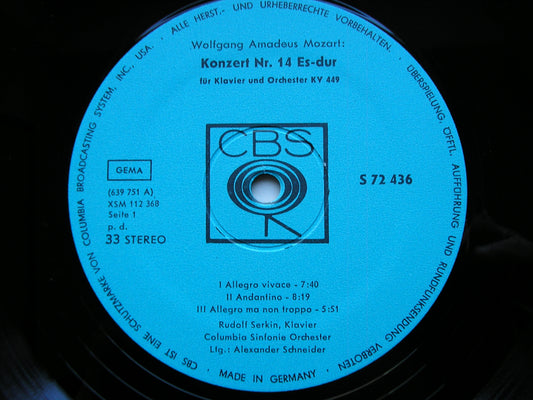 ALLE HERST.- UND URHEBERRECHTE VORBEHALTEN. · ÜBERSPIELUNG, ÖFFTL. AUFFÜHRUNG UND RUNDFUNKSENDUNG VERBOTEN
Wolfgang Amadeus Mozart:
Konzert Nr. 14 Es-dur
für Klavier und Orchester KV 449
CBS
GEMA
(639 751 A)
XSM 112 368
Seite 1
p. d.
33 STEREO
S 72 436
I Allegro vivace - 7:40
II Andantino - 8:19
III Allegro ma non troppo - 5:51
Rudolf Serkin, Klavier
Columbia Sinfonie Orchester
Ltg.: Alexander Schneider
· MADE IN GERMANY ·
CBS IST EINE SCHUTZMARKE VON COLUMBIA BROADCASTING SYSTEM, INC., USA.